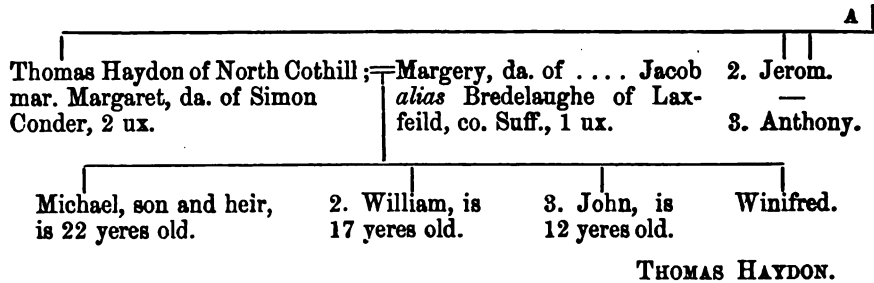 A
Thomas Haydon of North Cothill;
mar. Margaret, da. of Simon
Conder, 2 ux.
Margery, da. of .... Jacob
alias Bredelaughe of Lax-
feild, co. Suff., 1 ux.
2. Jerom.
—
3. Anthony.
Michael, son and heir,
is 22 yeres old.
2. William, is
17 yeres old.
3. John, is
12 yeres old.
Winifred.
THOMAS HAYDON.